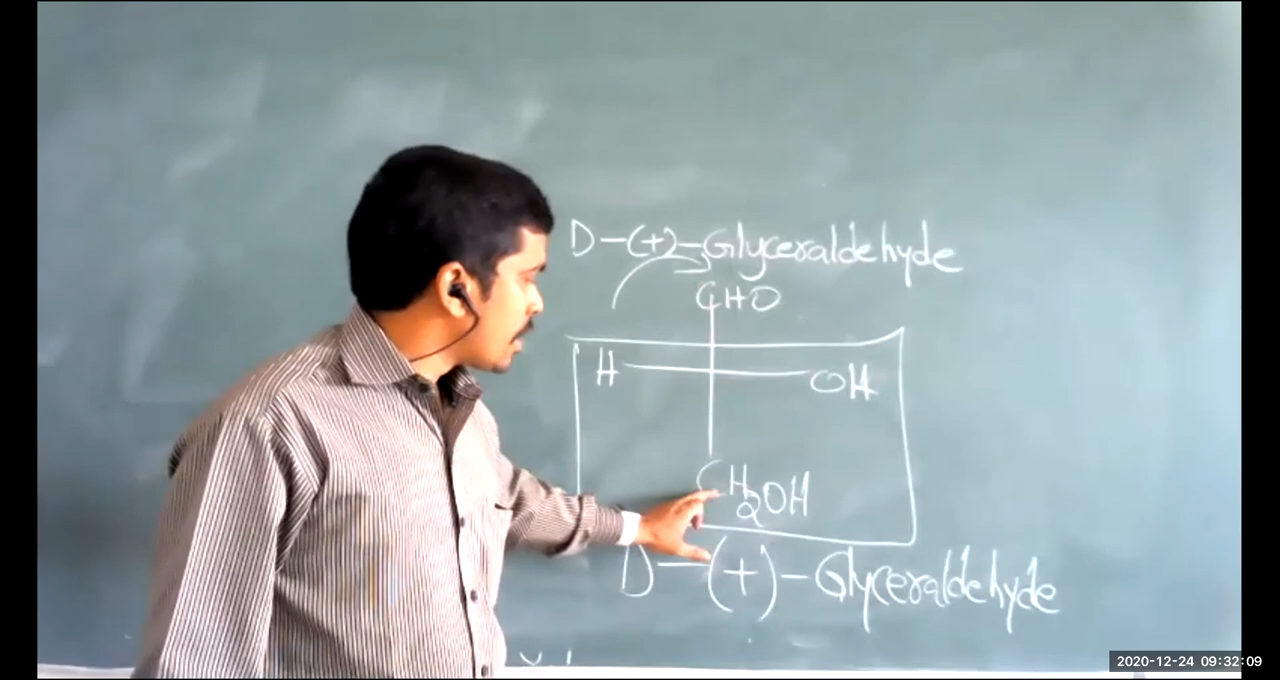 D-(+)-Glyceraldehyde
CHO
H OH
CH2OH
D-(+)-Glyceraldehyde
2020-12-24 09:32:09